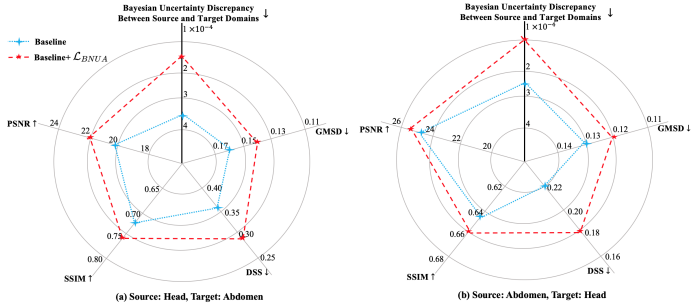 Bayesian Uncertainty Discrepancy
Between Source and Target Domains ↓
1 ×10⁻⁴
2
3
4
Baseline
Baseline+ ℒ_BNUA
PSNR ↑
24
22
20
18
0.11
0.13
0.15
0.17
GMSD ↓
0.65
0.70
0.75
0.80
SSIM ↑
0.40
0.35
0.30
0.25
DSS ↓
(a) Source: Head, Target: Abdomen
Bayesian Uncertainty Discrepancy
Between Source and Target Domains ↓
1 ×10⁻⁴
2
3
4
PSNR ↑
26
24
22
20
0.11
0.12
0.13
0.14
GMSD ↓
0.62
0.64
0.66
0.68
SSIM ↑
0.22
0.20
0.18
0.16
DSS ↓
(b) Source: Abdomen, Target: Head